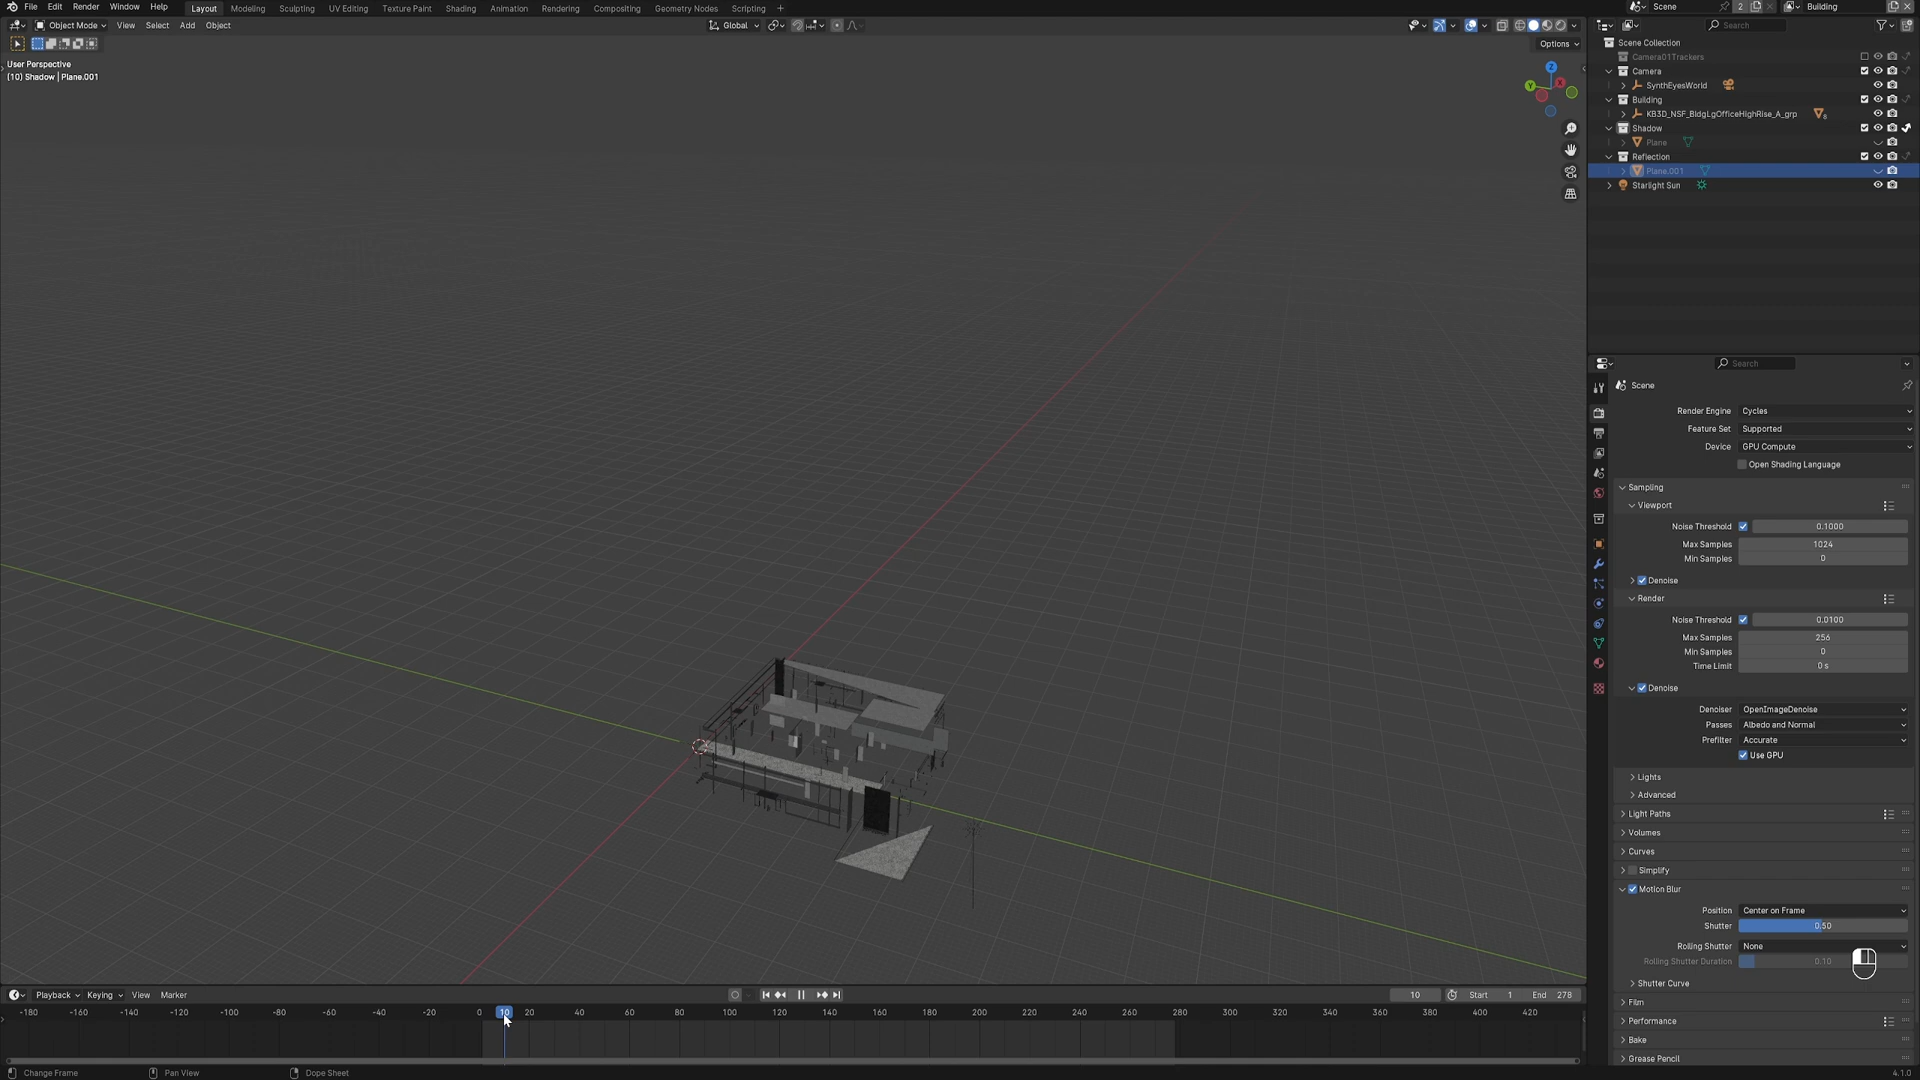 File Edit Render Window Help Layout Modeling Sculpting UV Editing Texture Paint Shading Animation Rendering Compositing Geometry Nodes Scripting + Scene 2 Building
Object Mode View Select Add Object Global Search
Options
User Perspective
(10) Shadow | Plane.001
Z
Y
X
Scene Collection
Camera01Trackers
Camera
SynthEyesWorld
Building
KB3D_NSF_BldgLgOfficeHighRise_A_grp 8
Shadow
Plane
Reflection
Plane.001
Starlight Sun
Search
Scene
Render Engine Cycles
Feature Set Supported
Device GPU Compute
Open Shading Language
Sampling
Viewport
Noise Threshold 0.1000
Max Samples 1024
Min Samples 0
Denoise
Render
Noise Threshold 0.0100
Max Samples 256
Min Samples 0
Time Limit 0 s
Denoise
Denoiser OpenImageDenoise
Passes Albedo and Normal
Prefilter Accurate
Use GPU
Lights
Advanced
Light Paths
Volumes
Curves
Simplify
Motion Blur
Position Center on Frame
Shutter 0.50
Rolling Shutter None
Rolling Shutter Duration 0.10
Shutter Curve
Film
Performance
Bake
Grease Pencil
Playback Keying View Marker 10 Start 1 End 278
-180 -160 -140 -120 -100 -80 -60 -40 -20 0 10 20 40 60 80 100 120 140 160 180 200 220 240 260 280 300 320 340 360 380 400 420
Change Frame Pan View Dope Sheet 4.1.0